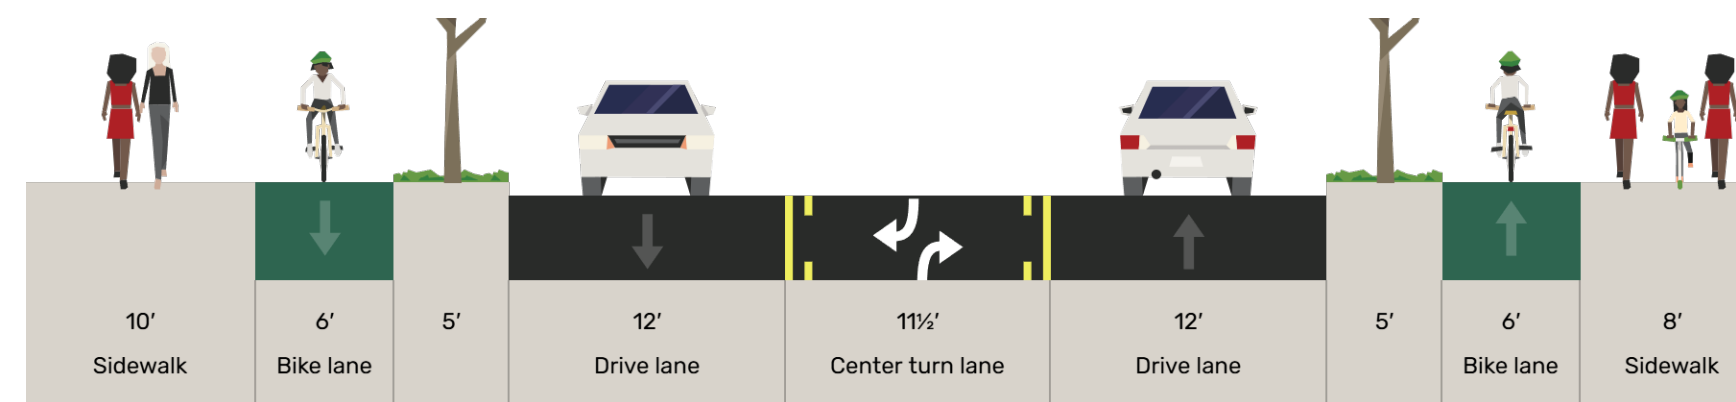 10′ 6′ 5′ 12′ 11½′ 12′ 5′ 6′ 8′
Sidewalk Bike lane Drive lane Center turn lane Drive lane Bike lane Sidewalk